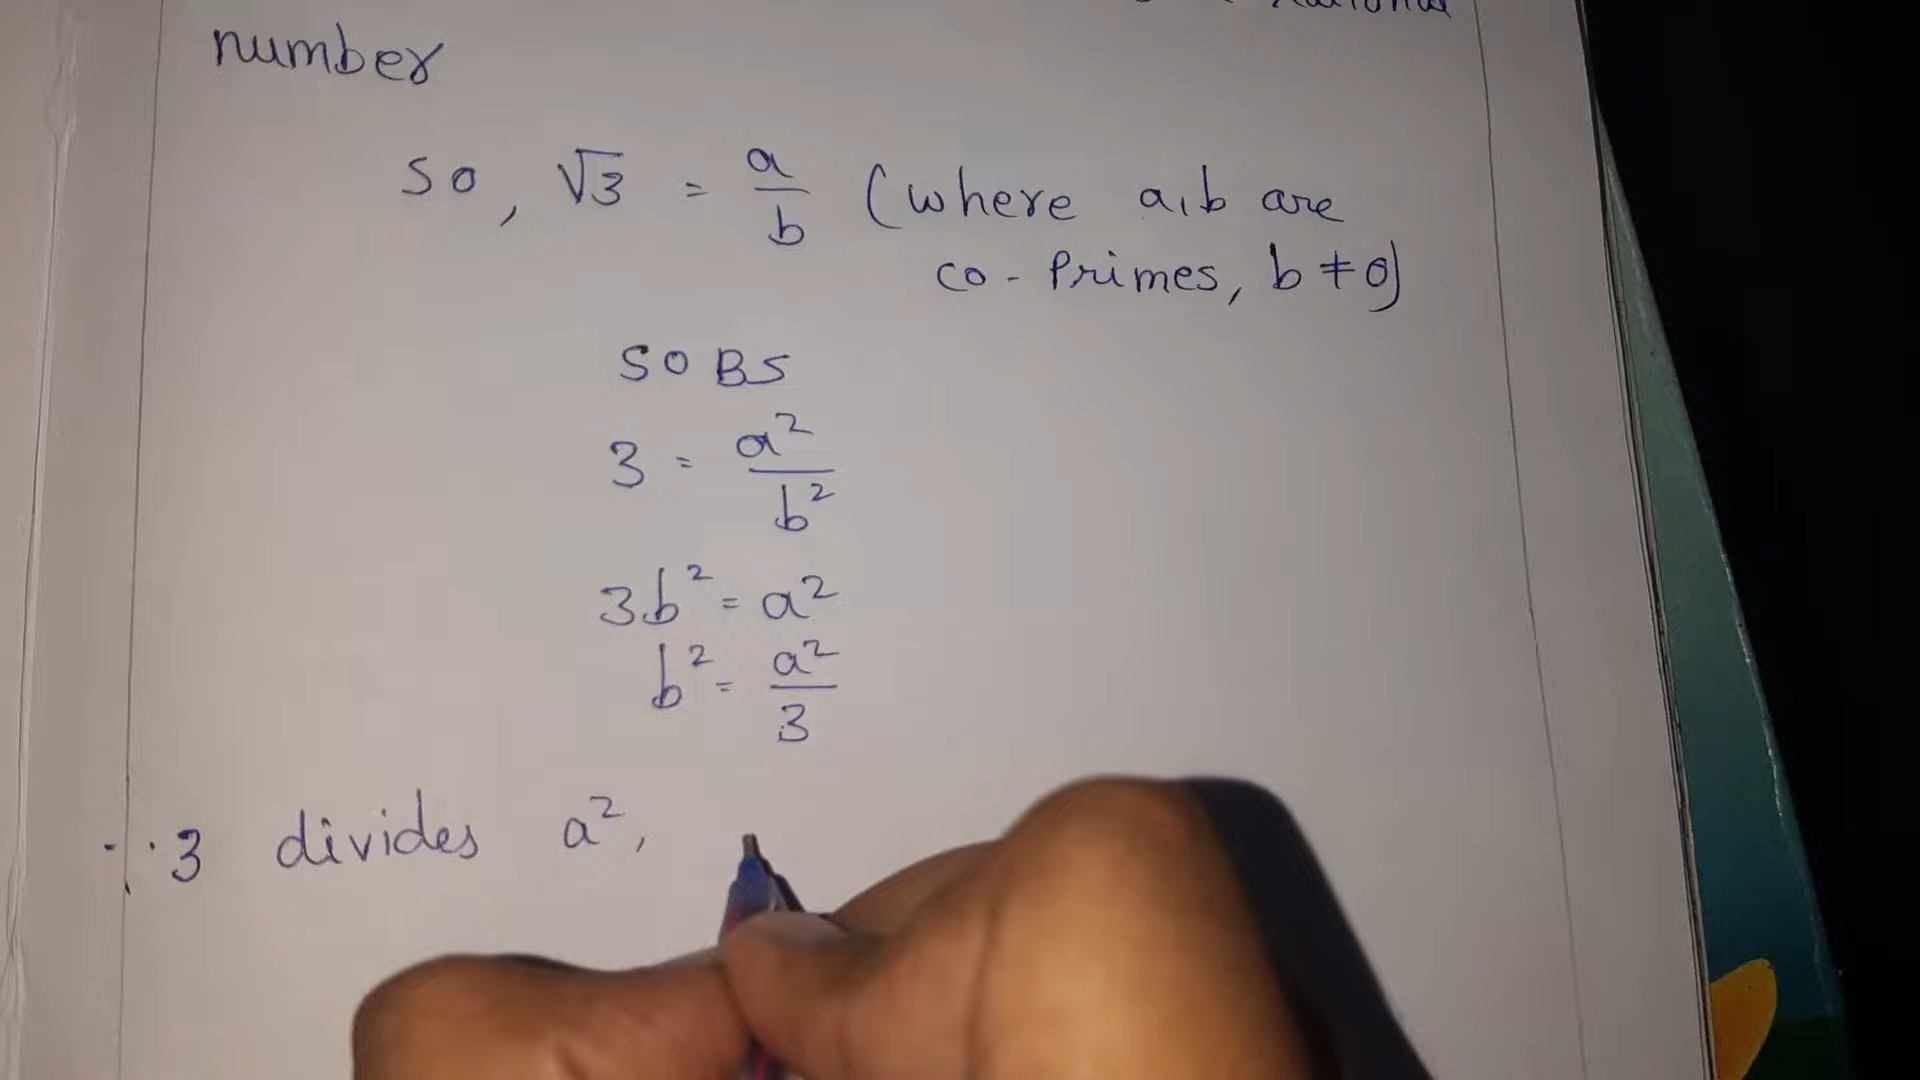 number
So, √3 = a/b (where a, b are
co-Primes, b ≠ 0)
SOBS
3 = a²/b²
3b² = a²
b² = a²/3
∵ 3 divides a²,